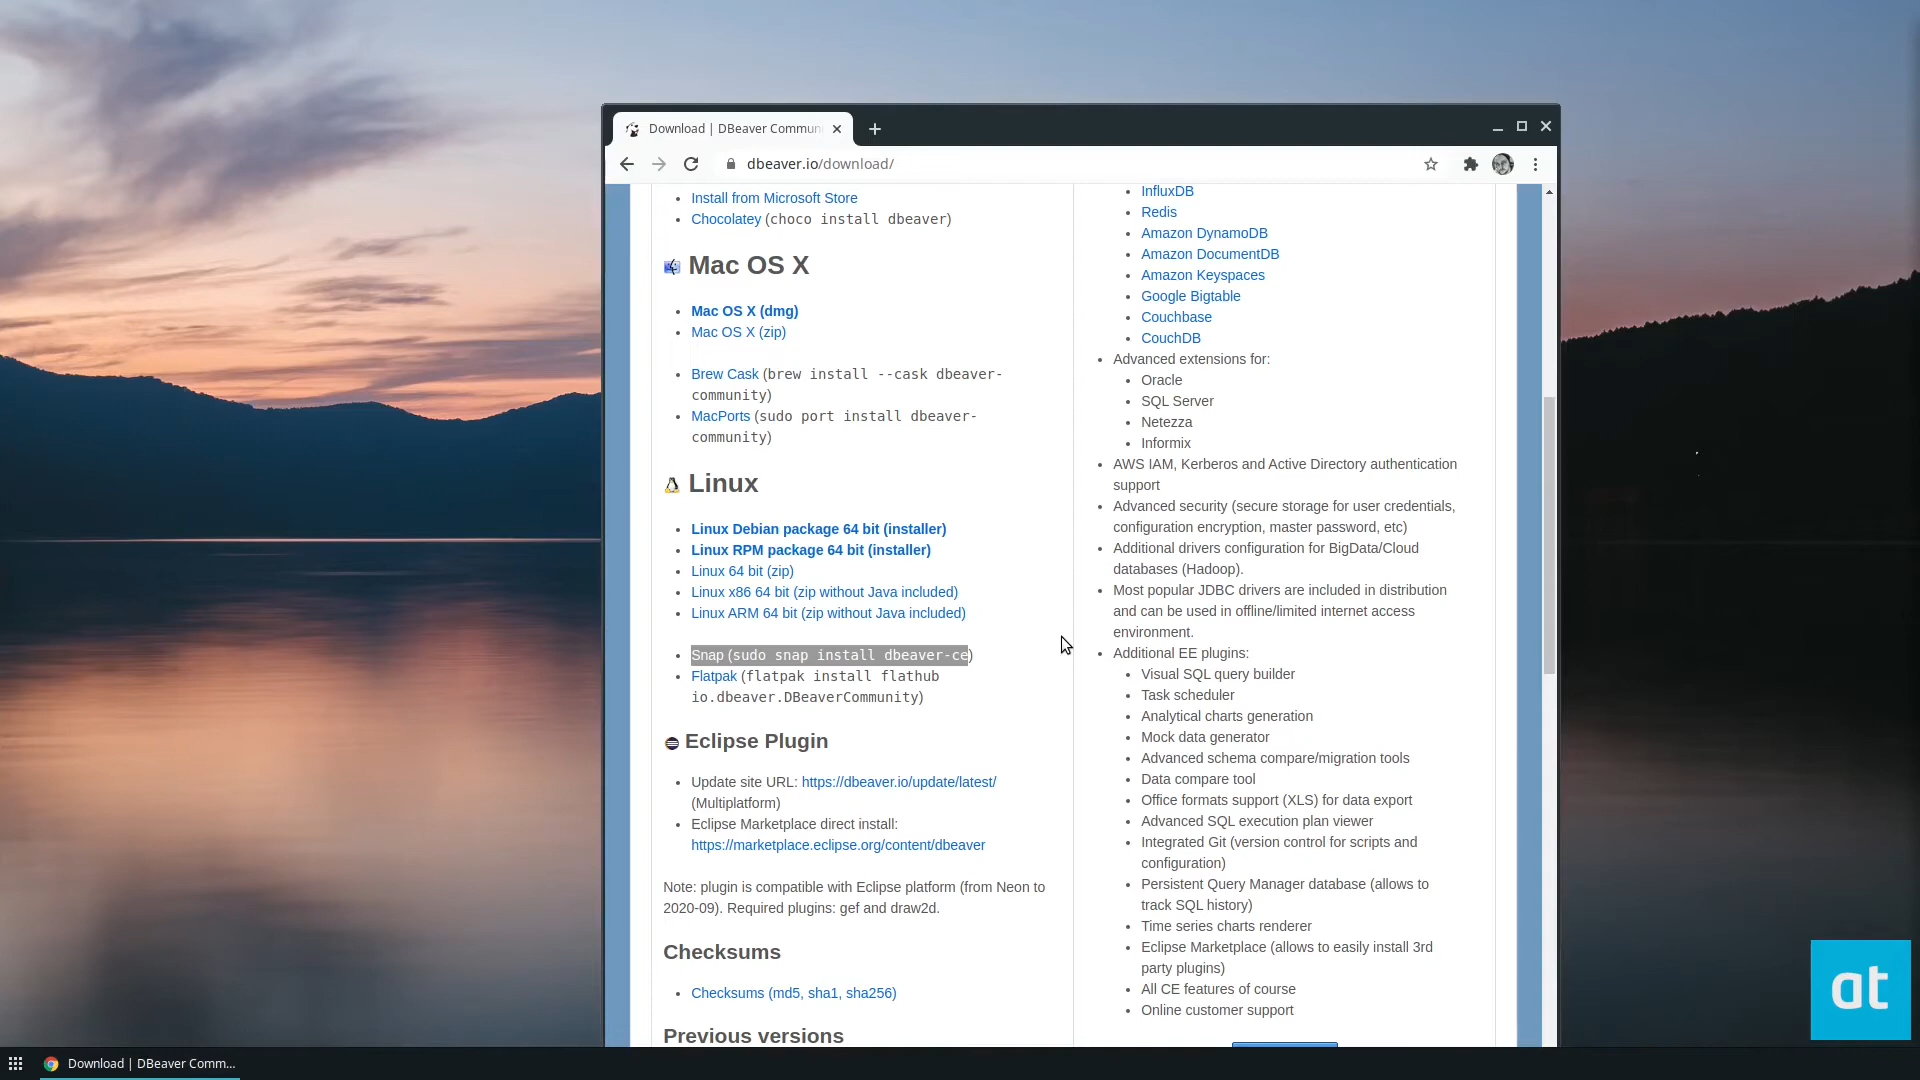 Download | DBeaver Commun
dbeaver.io/download/
Install from Microsoft Store
Chocolatey (choco install dbeaver)
Mac OS X
Mac OS X (dmg)
Mac OS X (zip)
Brew Cask (brew install --cask dbeaver-
community)
MacPorts (sudo port install dbeaver-
community)
Linux
Linux Debian package 64 bit (installer)
Linux RPM package 64 bit (installer)
Linux 64 bit (zip)
Linux x86 64 bit (zip without Java included)
Linux ARM 64 bit (zip without Java included)
Snap (sudo snap install dbeaver-ce)
Flatpak (flatpak install flathub
io.dbeaver.DBeaverCommunity)
Eclipse Plugin
Update site URL: https://dbeaver.io/update/latest/
(Multiplatform)
Eclipse Marketplace direct install:
https://marketplace.eclipse.org/content/dbeaver
Note: plugin is compatible with Eclipse platform (from Neon to
2020-09). Required plugins: gef and draw2d.
Checksums
Checksums (md5, sha1, sha256)
Previous versions
InfluxDB
Redis
Amazon DynamoDB
Amazon DocumentDB
Amazon Keyspaces
Google Bigtable
Couchbase
CouchDB
Advanced extensions for:
Oracle
SQL Server
Netezza
Informix
AWS IAM, Kerberos and Active Directory authentication
support
Advanced security (secure storage for user credentials,
configuration encryption, master password, etc)
Additional drivers configuration for BigData/Cloud
databases (Hadoop).
Most popular JDBC drivers are included in distribution
and can be used in offline/limited internet access
environment.
Additional EE plugins:
Visual SQL query builder
Task scheduler
Analytical charts generation
Mock data generator
Advanced schema compare/migration tools
Data compare tool
Office formats support (XLS) for data export
Advanced SQL execution plan viewer
Integrated Git (version control for scripts and
configuration)
Persistent Query Manager database (allows to
track SQL history)
Time series charts renderer
Eclipse Marketplace (allows to easily install 3rd
party plugins)
All CE features of course
Online customer support
at
Download | DBeaver Comm...